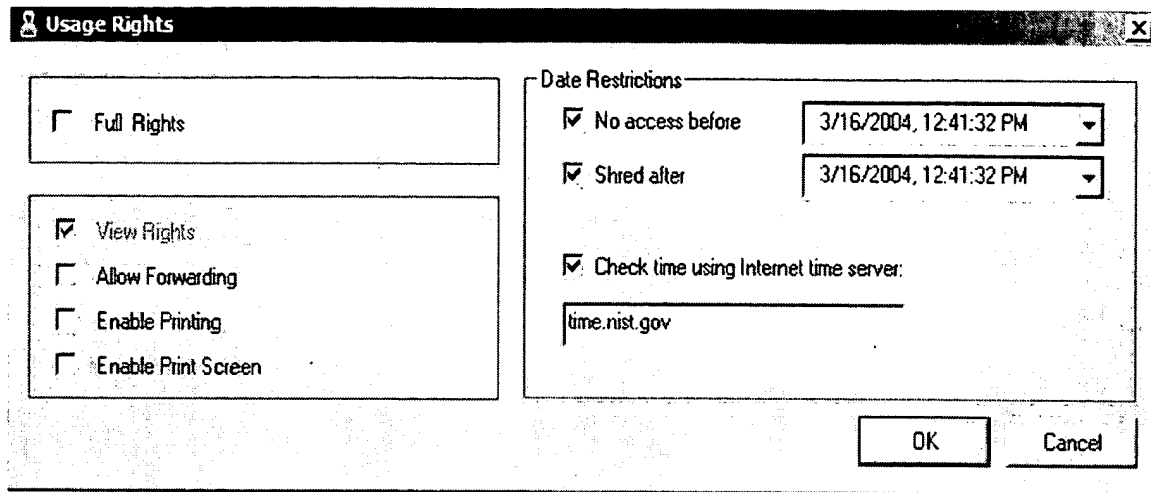 Usage Rights
Full Rights
View Rights
Allow Forwarding
Enable Printing
Enable Print Screen
Date Restrictions
No access before
3/16/2004, 12:41:32 PM
Shred after
3/16/2004, 12:41:32 PM
Check time using Internet time server:
time.nist.gov
OK
Cancel